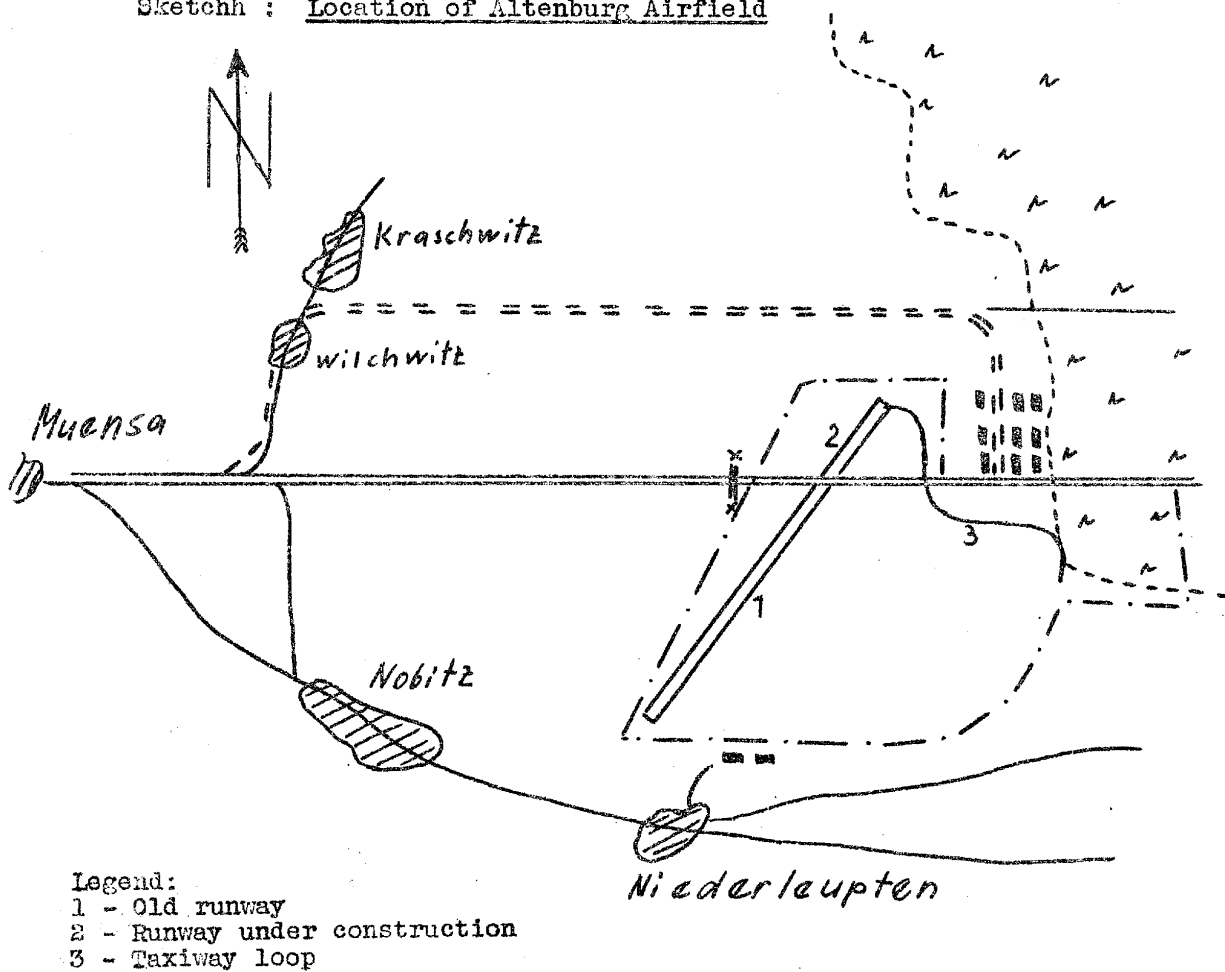 Sketchh : Location of Altenburg Airfield
N
Kraschwitz
wilchwitz
Muensa
2
3
1
Nobitz
Niederleupten
Legend:
1 - Old runway
2 - Runway under construction
3 - Taxiway loop